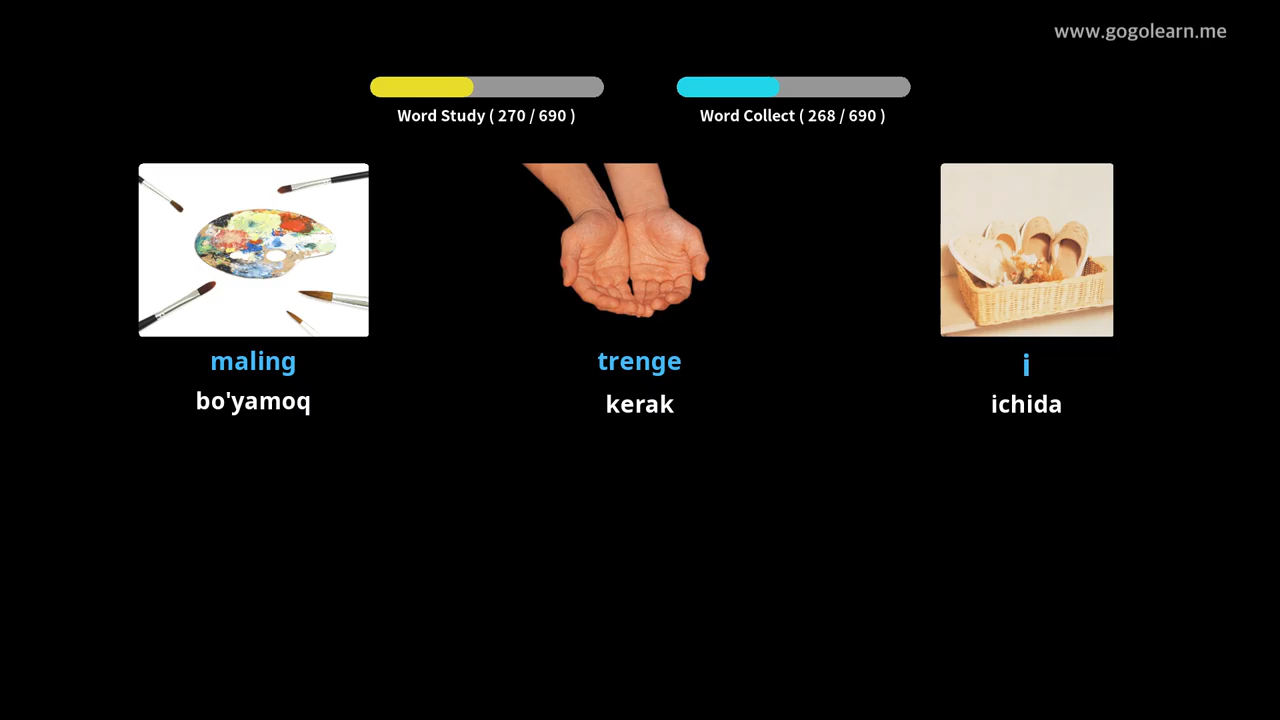 www.gogolearn.me
Word Study ( 270 / 690 )
Word Collect ( 268 / 690 )
maling
trenge
i
bo'yamoq
kerak
ichida